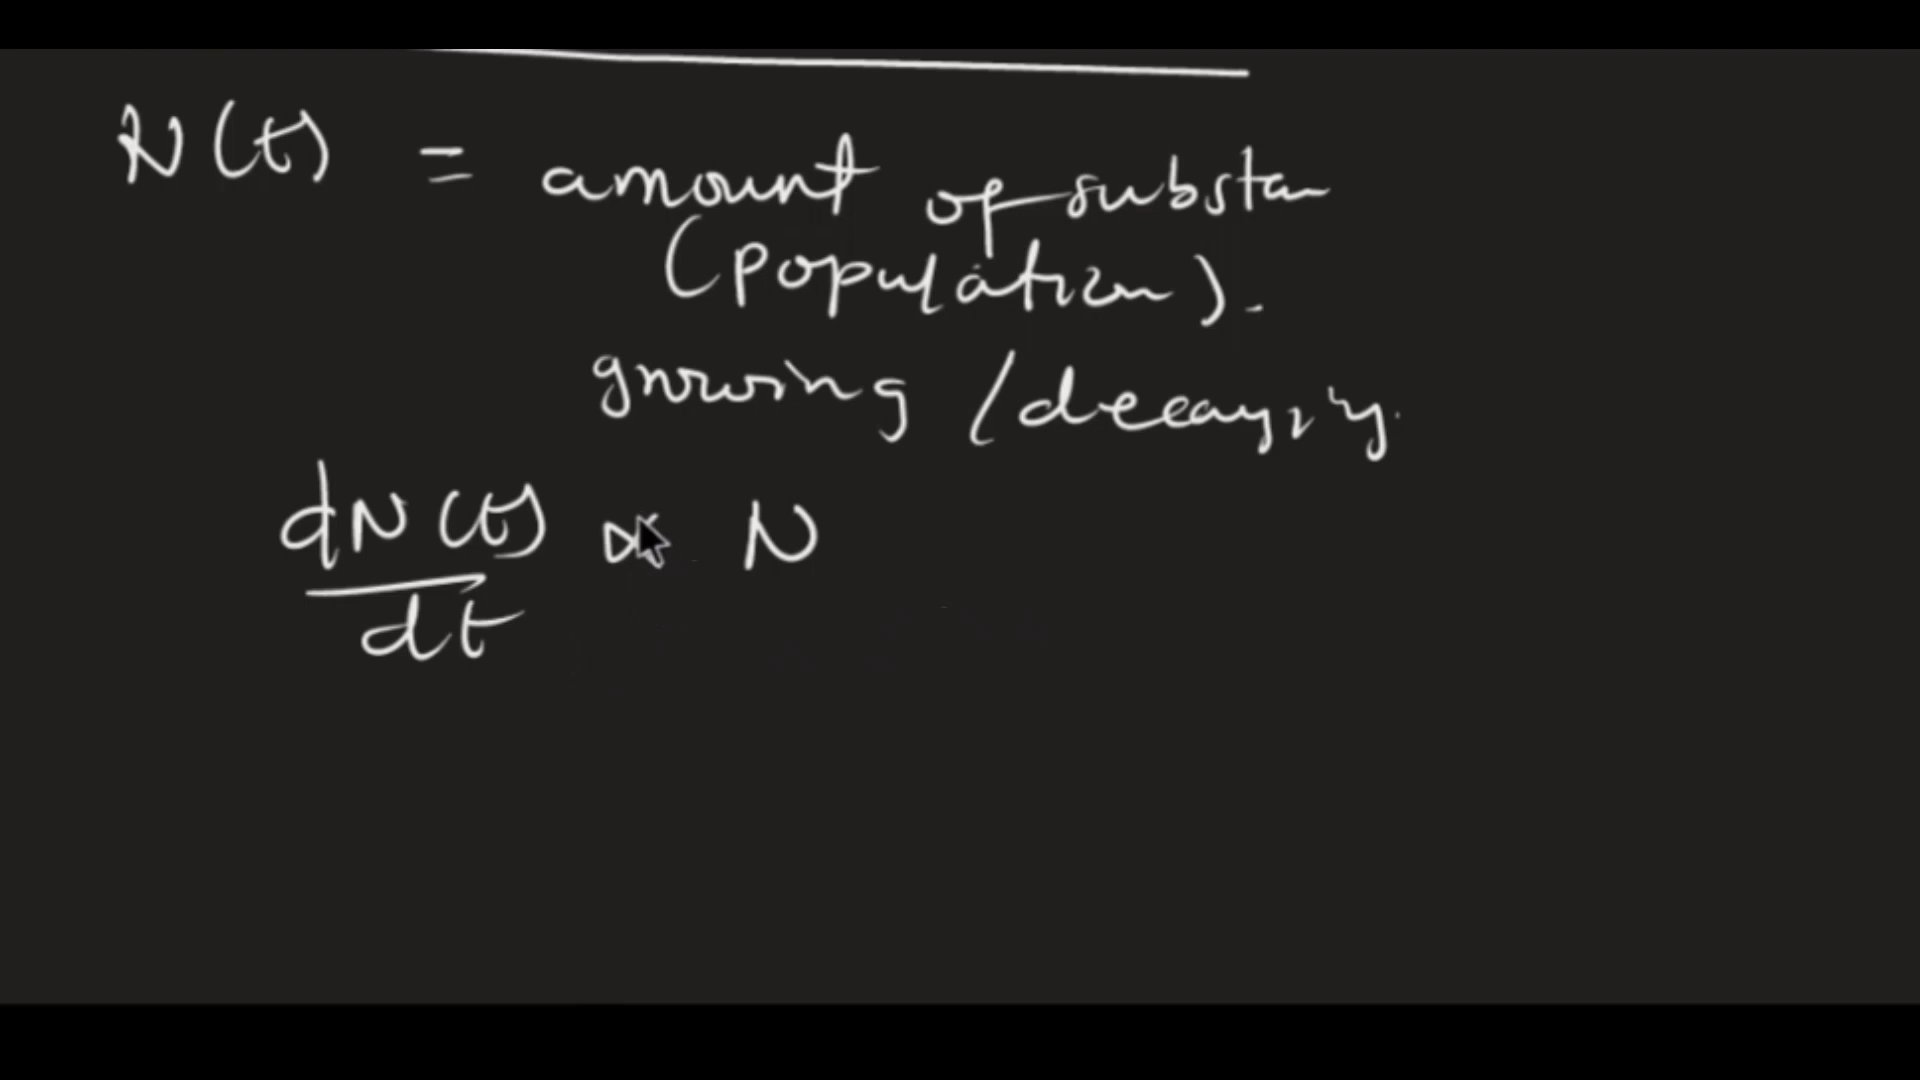 N(t) = amount of substan
(population).
growing / decaying.
dN(t)/dt ∝ N